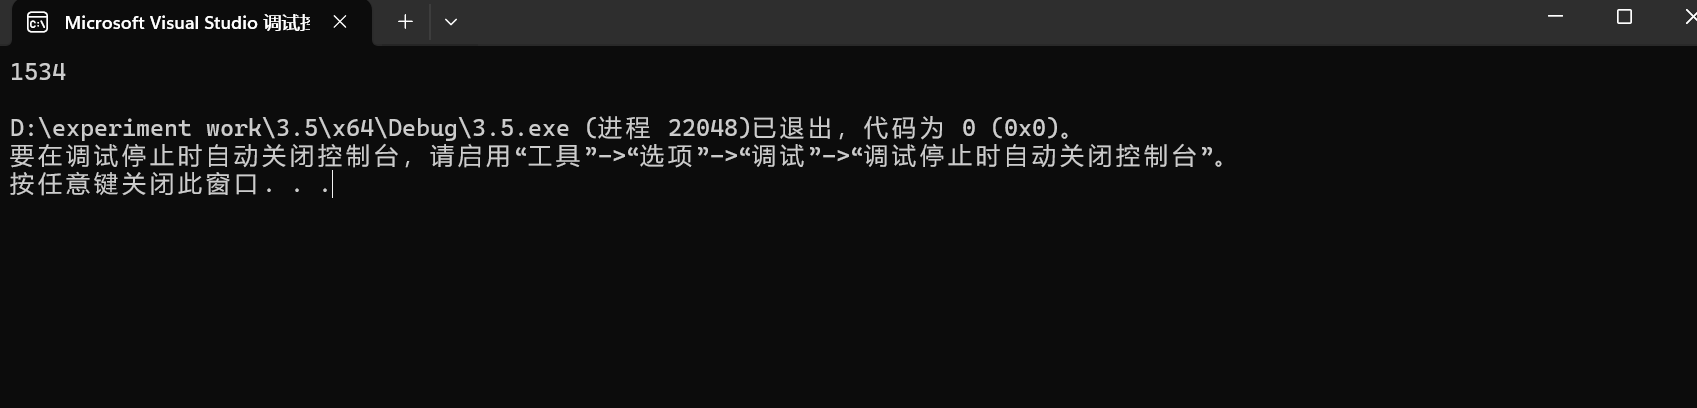 Microsoft Visual Studio 调试
1534
D:\experiment work\3.5\x64\Debug\3.5.exe (进程 22048)已退出，代码为 0 (0x0)。
要在调试停止时自动关闭控制台，请启用“工具”->“选项”->“调试”->“调试停止时自动关闭控制台”。
按任意键关闭此窗口. . .